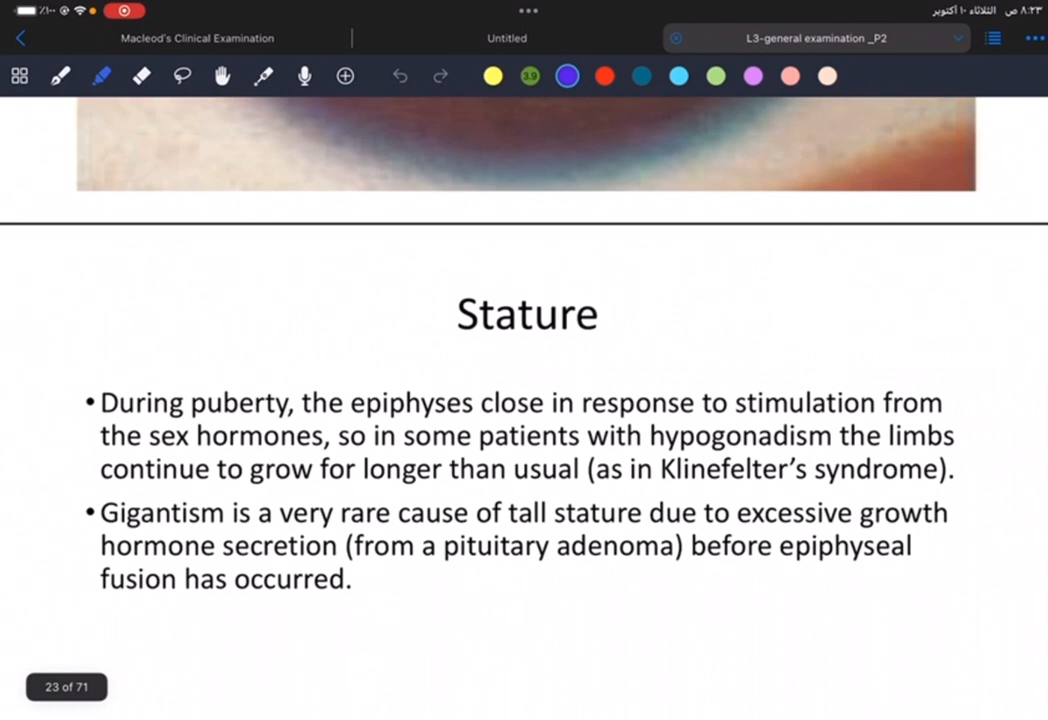 ٨:٢٣ ص الثلاثاء ١٠ أكتوبر
Macleod's Clinical Examination
Untitled
L3-general examination _P2
3.9
Stature
• During puberty, the epiphyses close in response to stimulation from
the sex hormones, so in some patients with hypogonadism the limbs
continue to grow for longer than usual (as in Klinefelter's syndrome).
• Gigantism is a very rare cause of tall stature due to excessive growth
hormone secretion (from a pituitary adenoma) before epiphyseal
fusion has occurred.
23 of 71